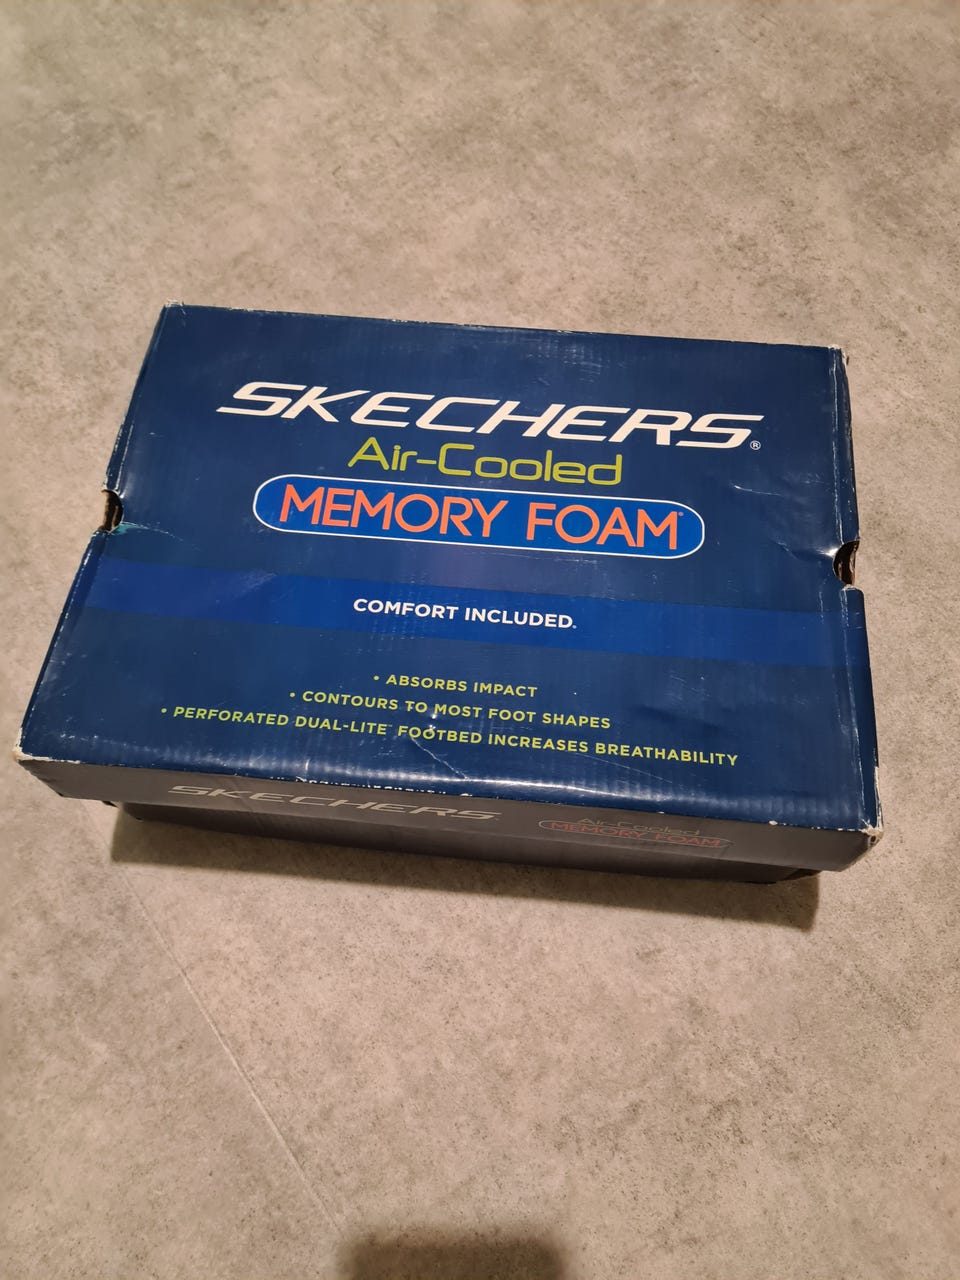 SKECHERS®
Air-Cooled
MEMORY FOAM®
COMFORT INCLUDED®
• ABSORBS IMPACT
• CONTOURS TO MOST FOOT SHAPES
• PERFORATED DUAL-LITE™ FOOTBED INCREASES BREATHABILITY
SKECHERS
Air-Cooled
MEMORY FOAM